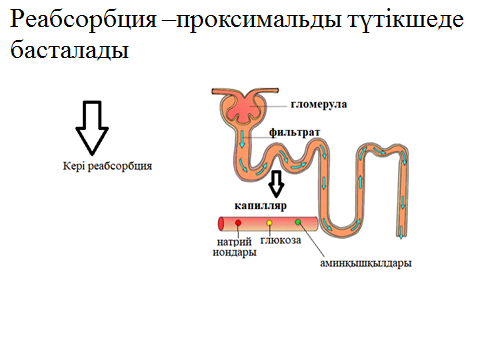 Реабсорбция –проксимальды түтікшеде
басталады
гломерула
фильтрат
Кері реабсорбция
капилляр
натрий
иондары
глюкоза
аминқышқылдары